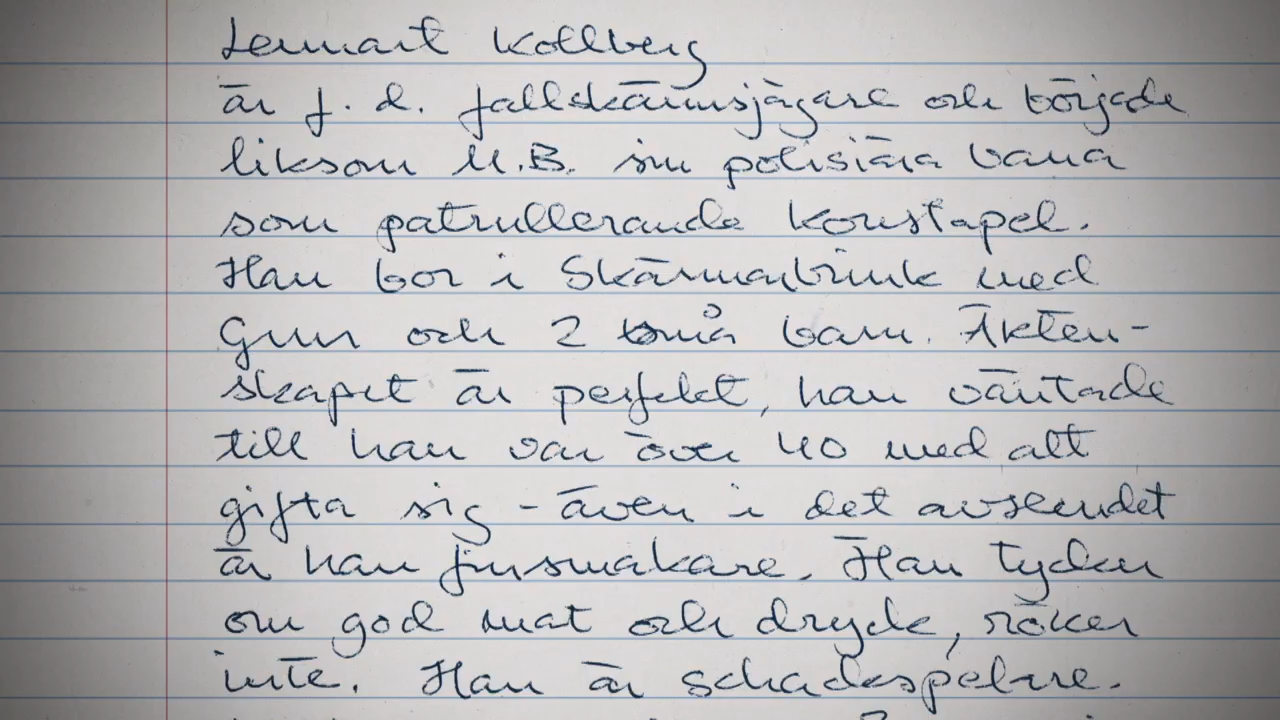 Lennart Kollberg
är f. d. fallskärmsjägare och började
liksom M.B. sin polisiära bana
som patrullerande konstapel.
Han bor i Skärmarbrink med
Gun och 2 små barn. Äkten-
skapet är perfekt, han väntade
till han var över 40 med att
gifta sig - även i det avseendet
är han finsmakare. Han tycker
om god mat och dryck, röker
inte. Han är schackspelare.